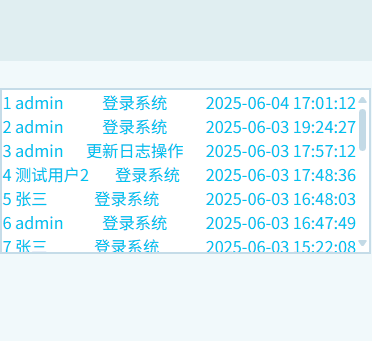 1 admin 登录系统 2025-06-04 17:01:12
2 admin 登录系统 2025-06-03 19:24:27
3 admin 更新日志操作 2025-06-03 17:57:12
4 测试用户2 登录系统 2025-06-03 17:48:36
5 张三 登录系统 2025-06-03 16:48:03
6 admin 登录系统 2025-06-03 16:47:49
7 张三 登录系统 2025-06-03 15:22:08